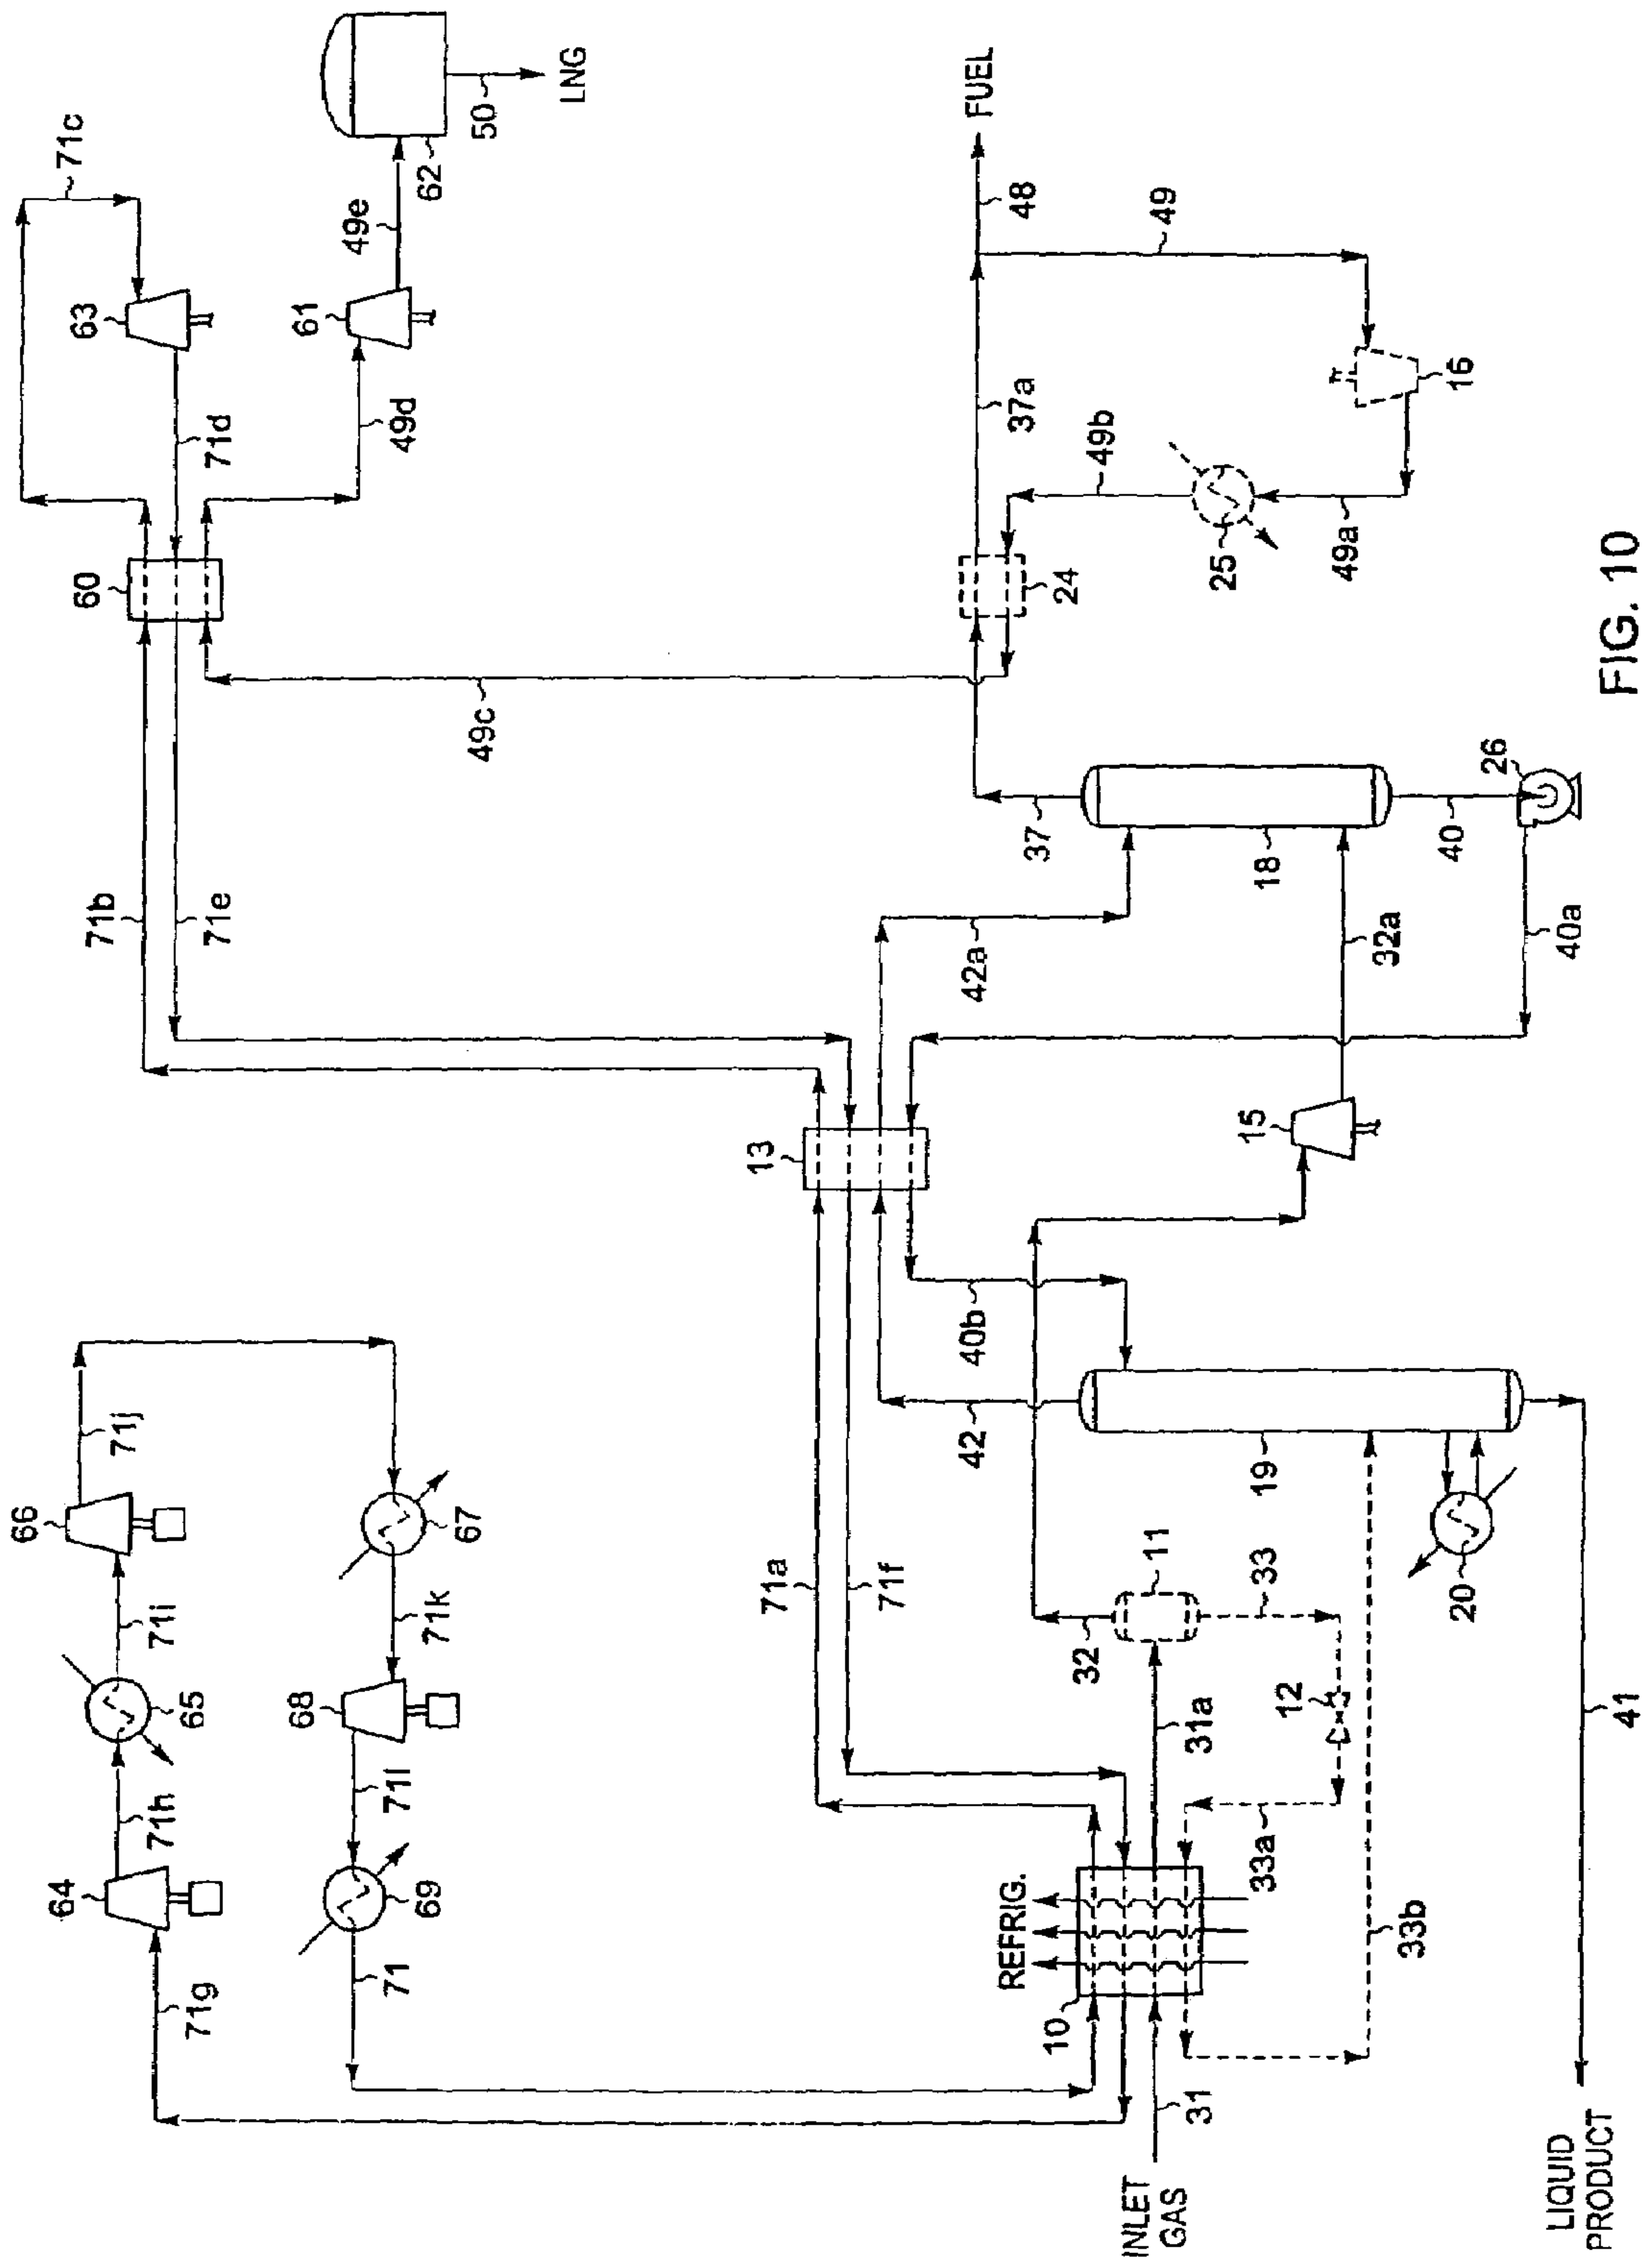 66
64
60
63
71c
71b
71j
71h
71i
71g
65
71e
71d
68
61
49e
71
71l
49d
69
71k
62
67
49c
50
LNG
13
71a
71f
42
40b
42a
FUEL
REFRIG.
37a
48
37
10
24
32
49b
INLET
GAS
11
49
31
31a
25
15
33a
33
19
18
12
49a
32a
33b
20
40
16
26
40a
LIQUID
PRODUCT
41
FIG. 10